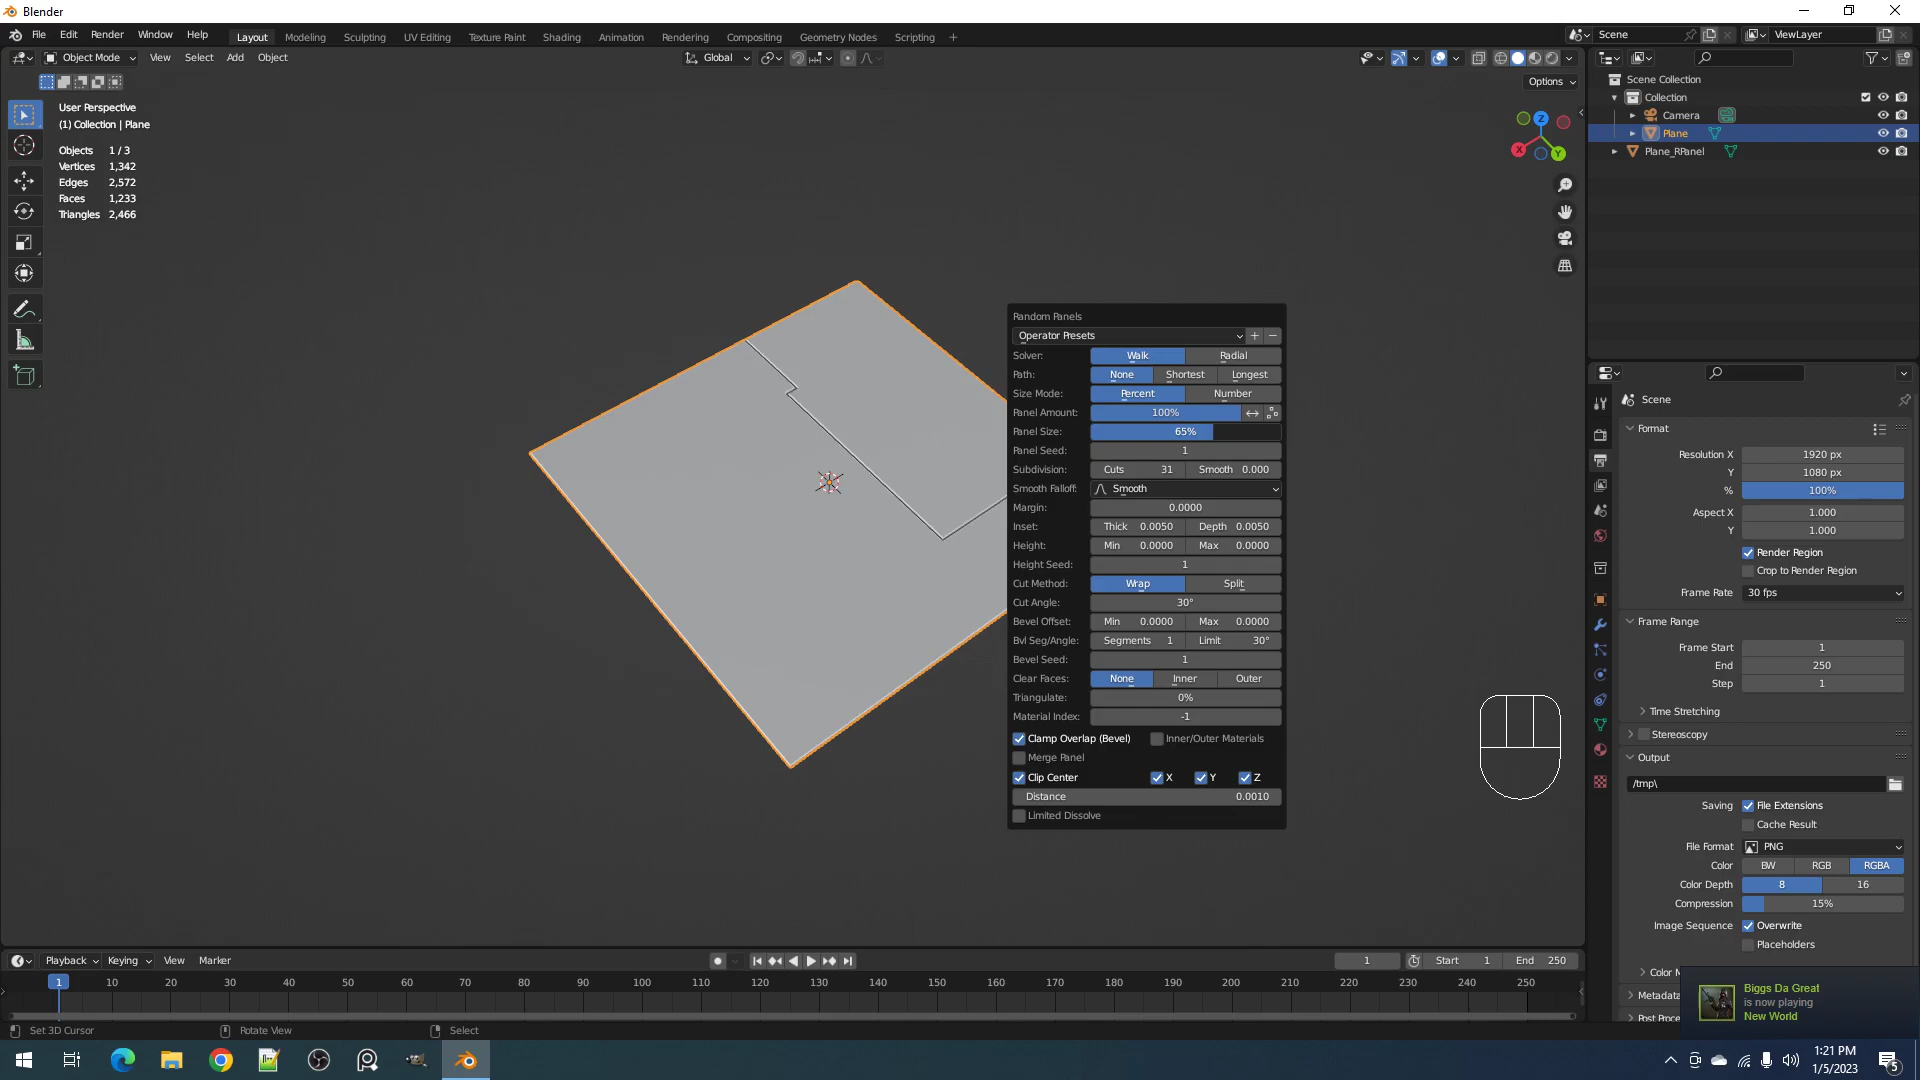 Blender
File Edit Render Window Help Layout Modeling Sculpting UV Editing Texture Paint Shading Animation Rendering Compositing Geometry Nodes Scripting + Scene ViewLayer
Object Mode View Select Add Object Global
Options
User Perspective
(1) Collection | Plane
Objects 1 / 3
Vertices 1,342
Edges 2,572
Faces 1,233
Triangles 2,466
Z
X
Y
Random Panels
Operator Presets
Solver: Walk Radial
Path: None Shortest Longest
Size Mode: Percent Number
Panel Amount: 100%
Panel Size: 65%
Panel Seed: 1
Subdivision: Cuts 31 Smooth 0.000
Smooth Falloff: Smooth
Margin: 0.0000
Inset: Thick 0.0050 Depth 0.0050
Height: Min 0.0000 Max 0.0000
Height Seed: 1
Cut Method: Wrap Split
Cut Angle: 30°
Bevel Offset: Min 0.0000 Max 0.0000
Bvl Seg/Angle: Segments 1 Limit 30°
Bevel Seed: 1
Clear Faces: None Inner Outer
Triangulate: 0%
Material Index: -1
Clamp Overlap (Bevel) Inner/Outer Materials
Merge Panel
Clip Center X Y Z
Distance 0.0010
Limited Dissolve
Scene Collection
Collection
Camera
Plane
Plane_RPanel
Scene
Format
Resolution X 1920 px
Y 1080 px
% 100%
Aspect X 1.000
Y 1.000
Render Region
Crop to Render Region
Frame Rate 30 fps
Frame Range
Frame Start 1
End 250
Step 1
Time Stretching
Stereoscopy
Output
/tmp\
Saving File Extensions
Cache Result
File Format PNG
Color BW RGB RGBA
Color Depth 8 16
Compression 15%
Image Sequence Overwrite
Placeholders
Color M
Metadata
Post Proce
Biggs Da Great
is now playing
New World
Playback Keying View Marker 1 Start 1 End 250
1 10 20 30 40 50 60 70 80 90 100 110 120 130 140 150 160 170 180 190 200 210 220 230 240 250
Set 3D Cursor Rotate View Select
1:21 PM
1/5/2023
5